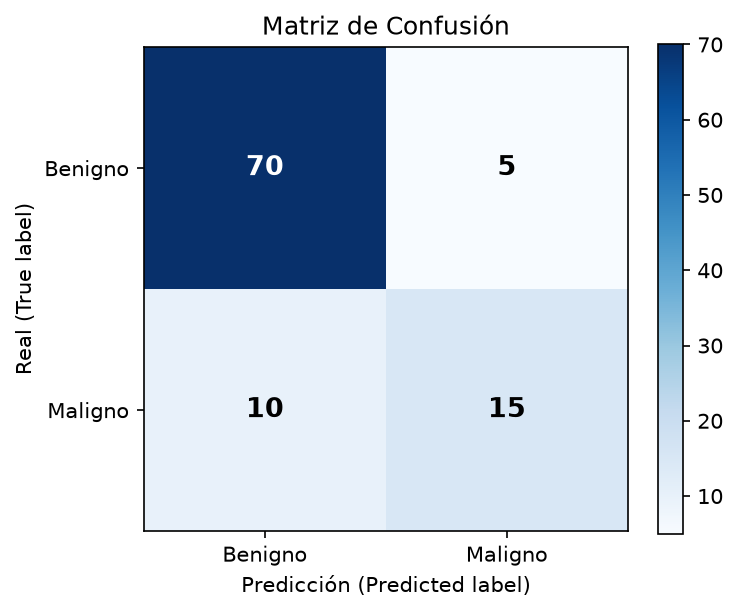 Matriz de Confusión
70
60
50
40
30
20
10
Real (True label)
Benigno
70
5
Maligno
10
15
Benigno
Maligno
Predicción (Predicted label)